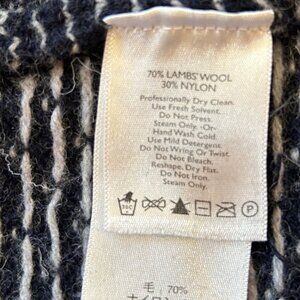 70% LAMBS' WOOL
30% NYLON
Professionally Dry Clean.
Use Fresh Solvent.
Do Not Press.
Steam Only. -Or-
Hand Wash Cold.
Use Mild Detergent.
Do Not Wring Or Twist.
Do Not Bleach.
Reshape, Dry Flat.
Do Not Iron.
Steam Only.
30C
P
毛, 70%